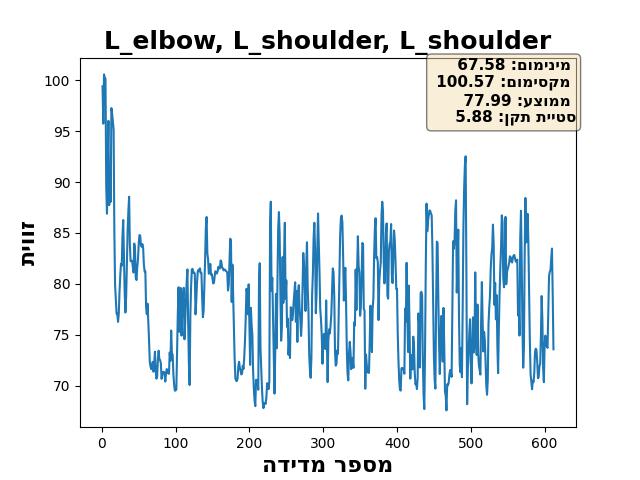 L_elbow, L_shoulder, L_shoulder
מינימום: 67.58
מקסימום: 100.57
ממוצע: 77.99
סטיית תקן: 5.88
זווית
100
95
90
85
80
75
70
0 100 200 300 400 500 600
מספר מדידה